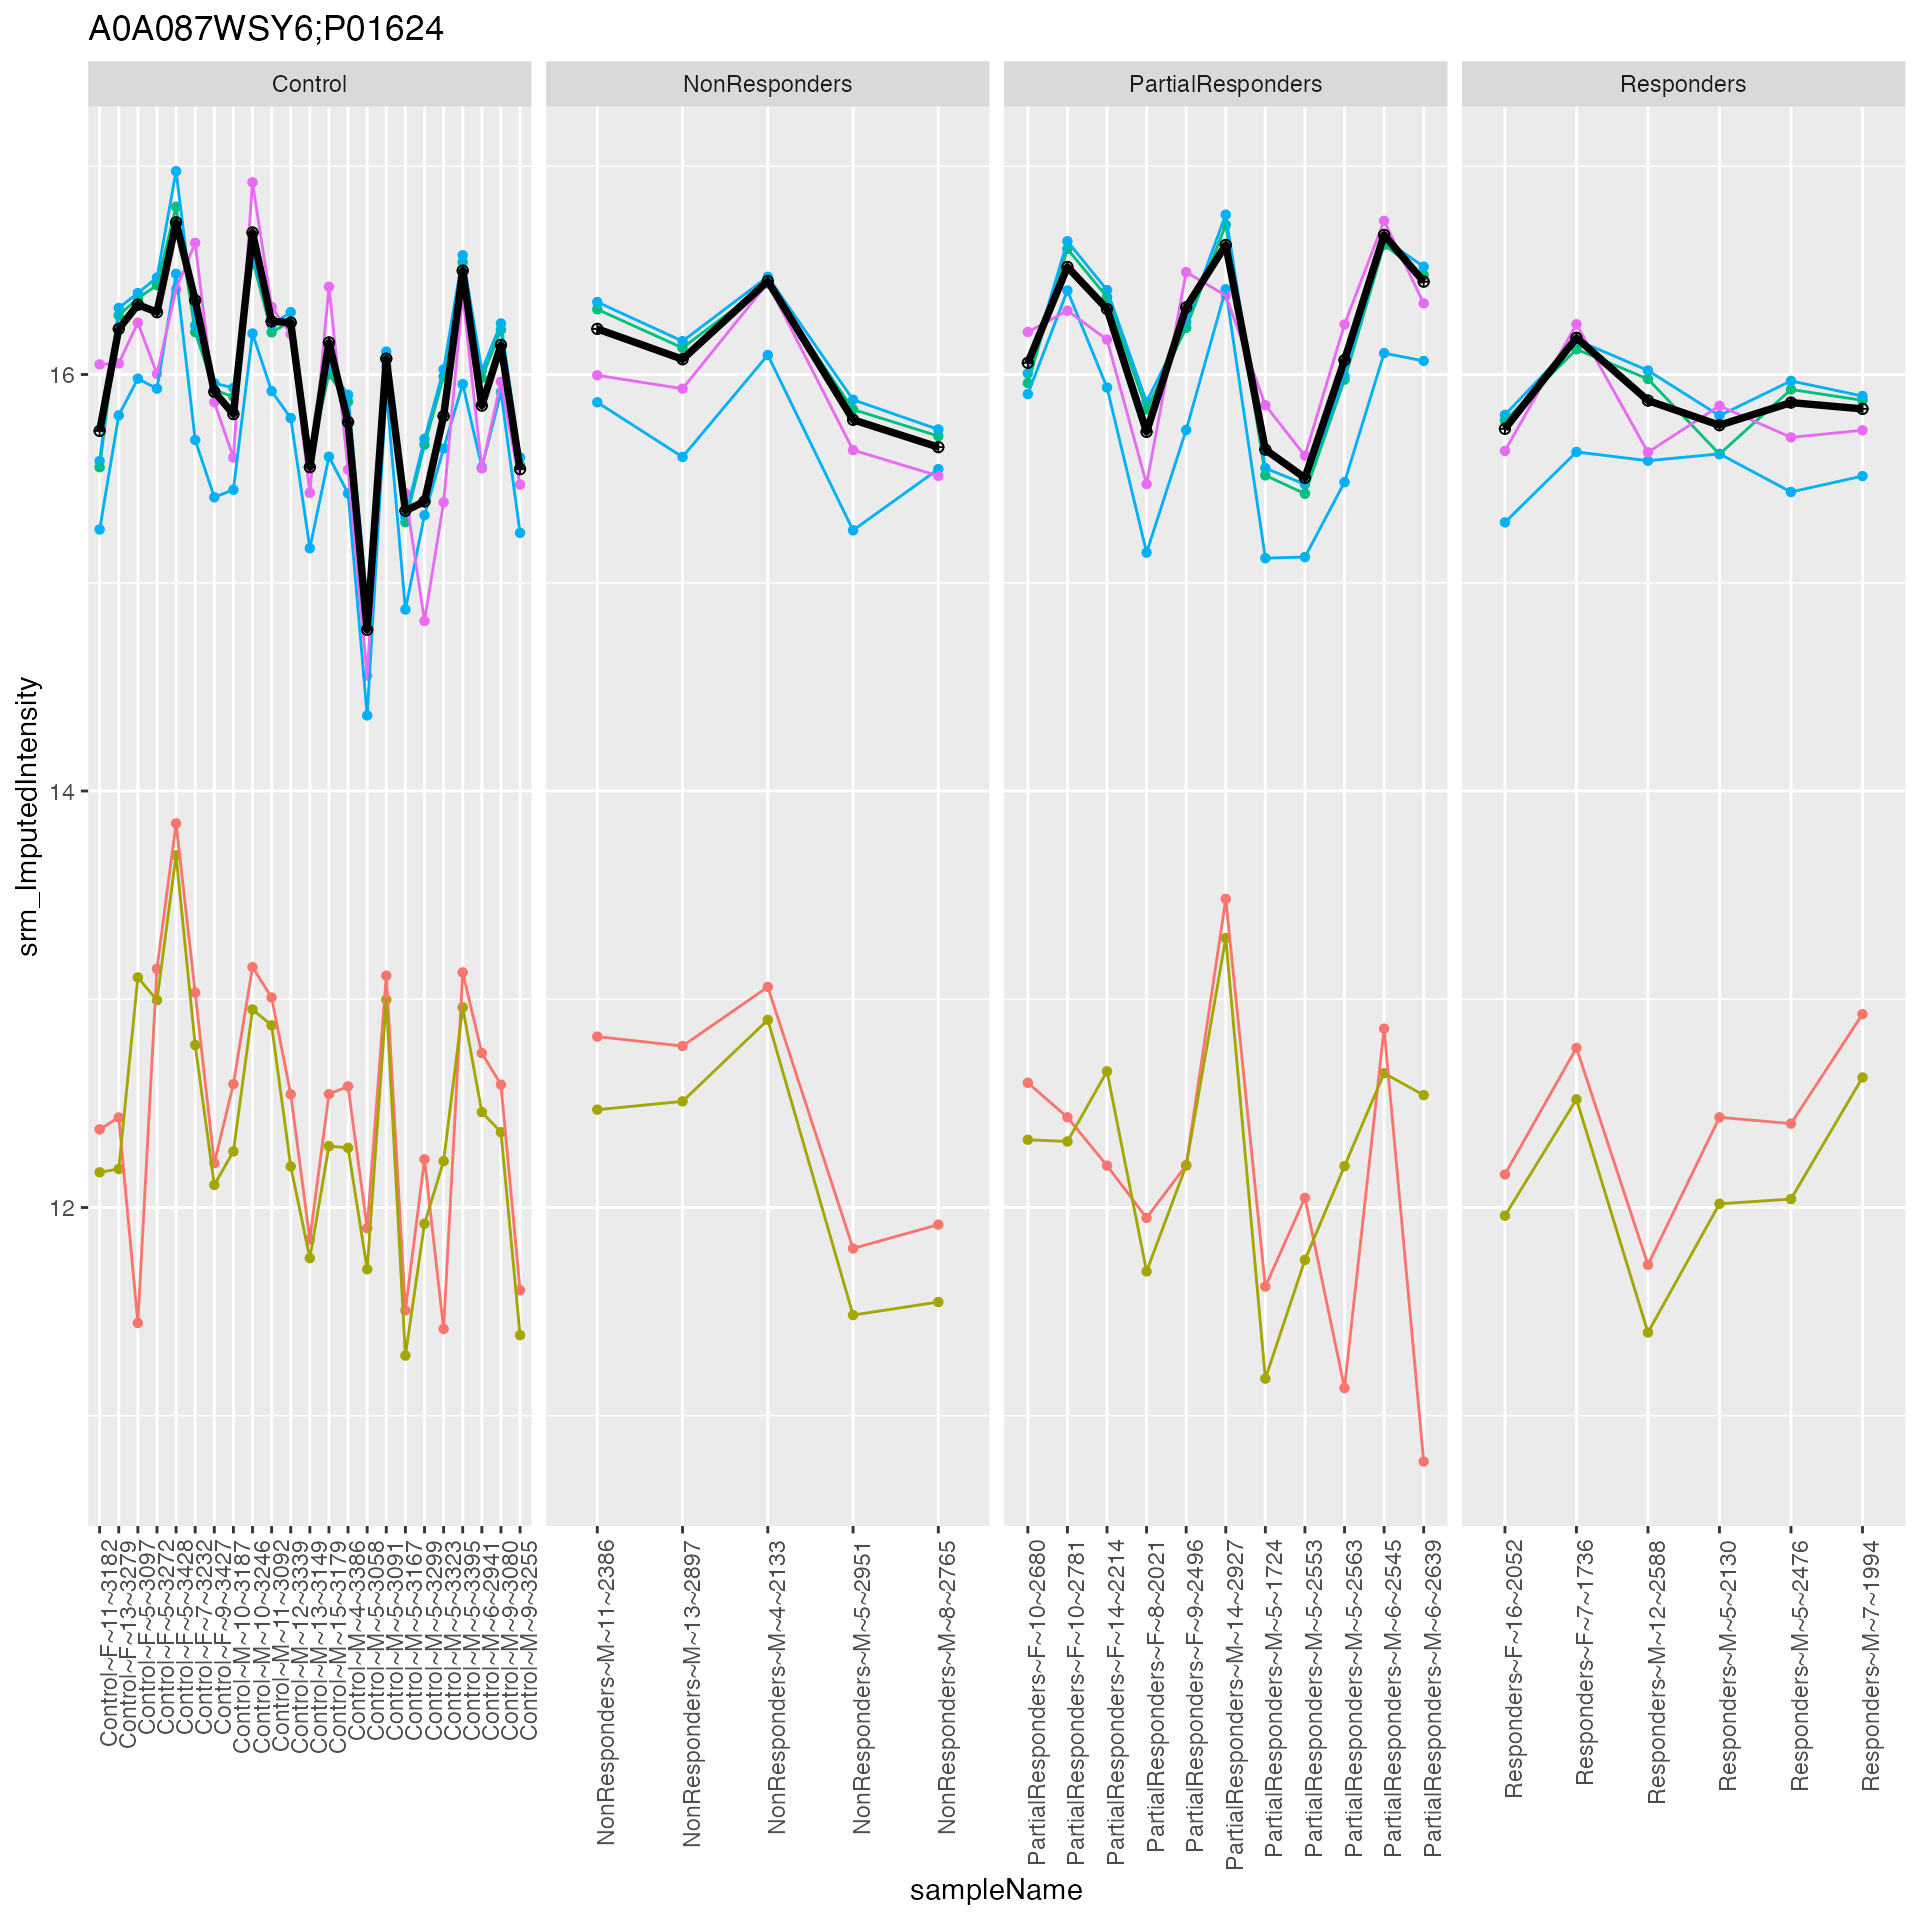 A0A087WSY6;P01624
Control
NonResponders
PartialResponders
Responders
srm_ImputedIntensity
16
14
12
Control~F~11~3182
Control~F~13~3279
Control~F~5~3097
Control~F~5~3272
Control~F~5~3428
Control~F~7~3232
Control~F~9~3427
Control~M~10~3187
Control~M~10~3246
Control~M~11~3092
Control~M~12~3339
Control~M~13~3149
Control~M~15~3179
Control~M~4~3386
Control~M~5~3058
Control~M~5~3091
Control~M~5~3167
Control~M~5~3299
Control~M~5~3323
Control~M~5~3395
Control~M~6~2941
Control~M~9~3080
Control~M~9~3255
NonResponders~M~11~2386
NonResponders~M~13~2897
NonResponders~M~4~2133
NonResponders~M~5~2951
NonResponders~M~8~2765
PartialResponders~F~10~2680
PartialResponders~F~10~2781
PartialResponders~F~14~2214
PartialResponders~F~8~2021
PartialResponders~F~9~2496
PartialResponders~M~14~2927
PartialResponders~M~5~1724
PartialResponders~M~5~2553
PartialResponders~M~5~2563
PartialResponders~M~6~2545
PartialResponders~M~6~2639
Responders~F~16~2052
Responders~F~7~1736
Responders~M~12~2588
Responders~M~5~2130
Responders~M~5~2476
Responders~M~7~1994
sampleName